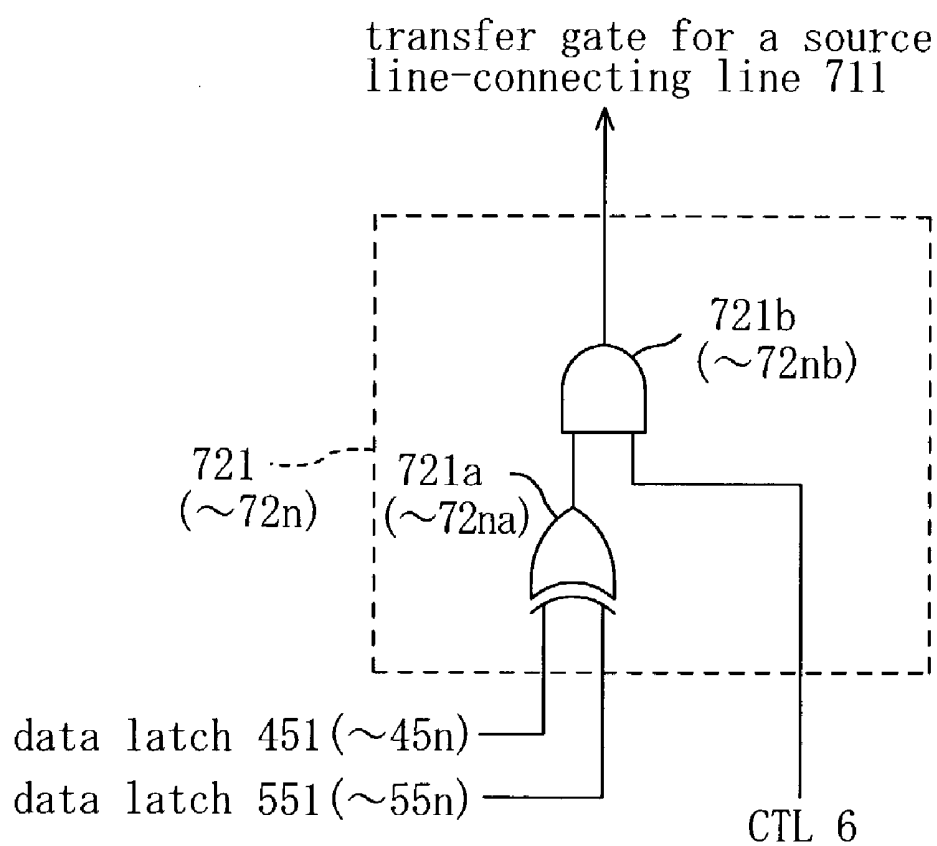 transfer gate for a source
line-connecting line 711
721b
(~72nb)
721
(~72n)
721a
(~72na)
data latch 451(~45n)
data latch 551(~55n)
CTL 6